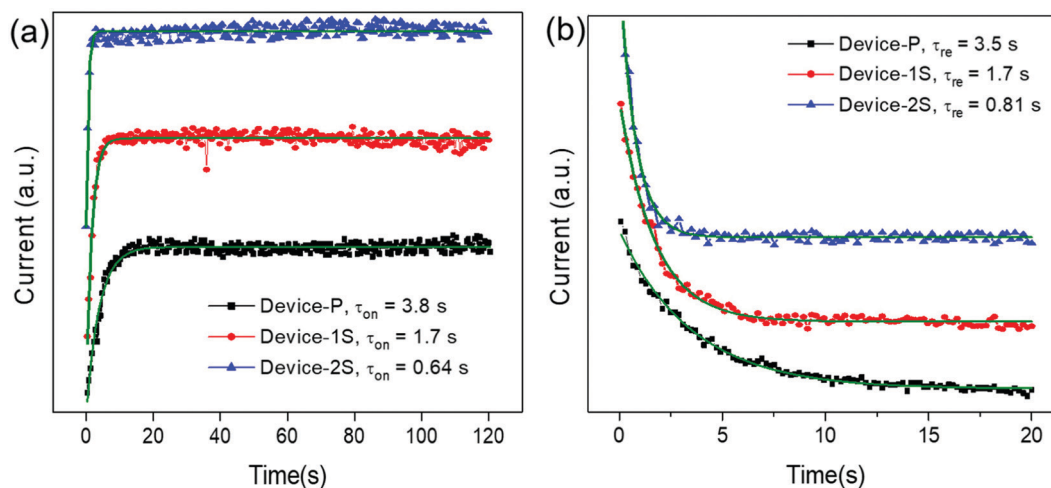 (a)
Current (a.u.)
Device-P, τon = 3.8 s
Device-1S, τon = 1.7 s
Device-2S, τon = 0.64 s
0 20 40 60 80 100 120
Time(s)
(b)
Current (a.u.)
Device-P, τre = 3.5 s
Device-1S, τre = 1.7 s
Device-2S, τre = 0.81 s
0 5 10 15 20
Time(s)